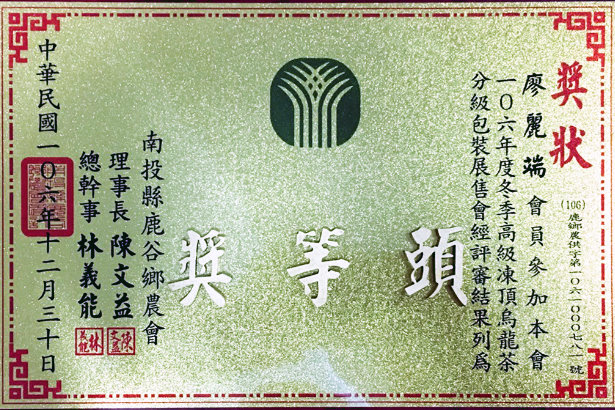 獎狀
(106)鹿鄉農供字第一〇六一〇〇〇七八一號
廖麗端會員參加本會
一〇六年度冬季高級凍頂烏龍茶
分級包裝展售會經評審結果列為
頭等獎
南投縣鹿谷鄉農會
理事長陳文益
總幹事林義能
中華民國一〇六年十二月三十日